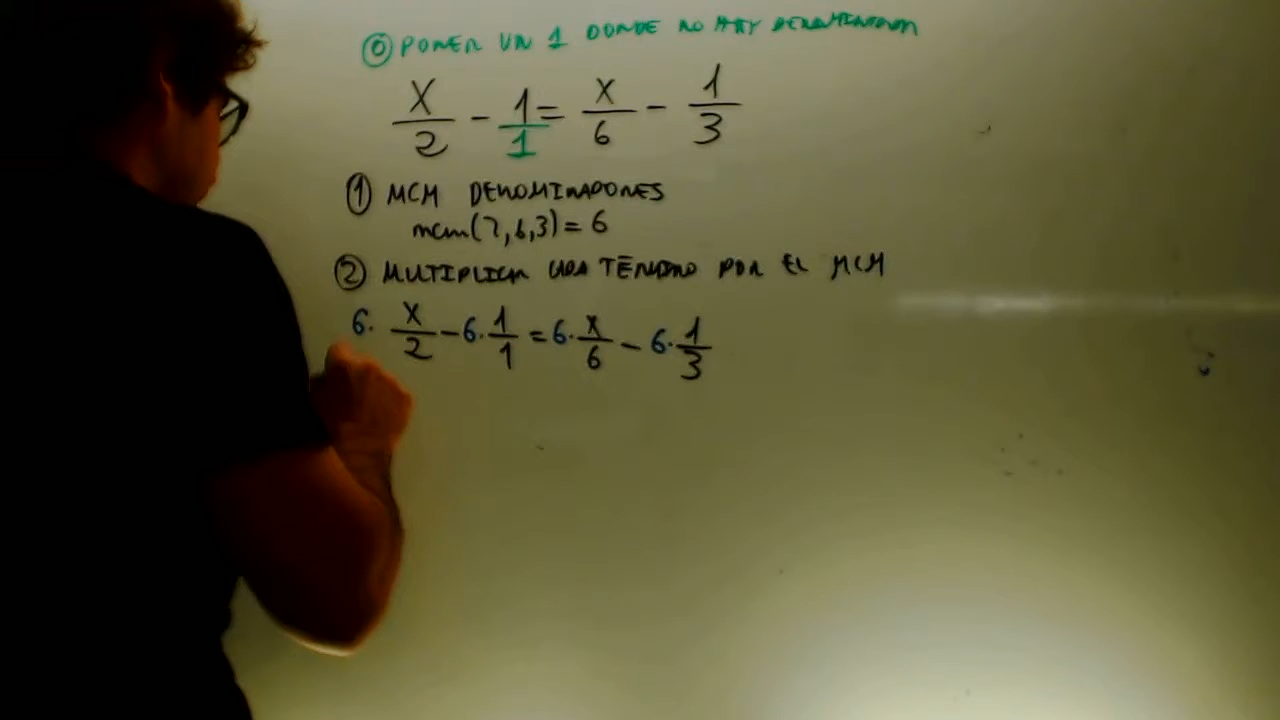 ⓪ PONER UN 1 DONDE NO HAY DENOMINADOR
x/2 - 1/1 = x/6 - 1/3
① MCM DENOMINADORES
mcm(2,6,3) = 6
② MULTIPLICAR CADA TÉRMINO POR EL MCM
6· x/2 - 6· 1/1 = 6· x/6 - 6· 1/3